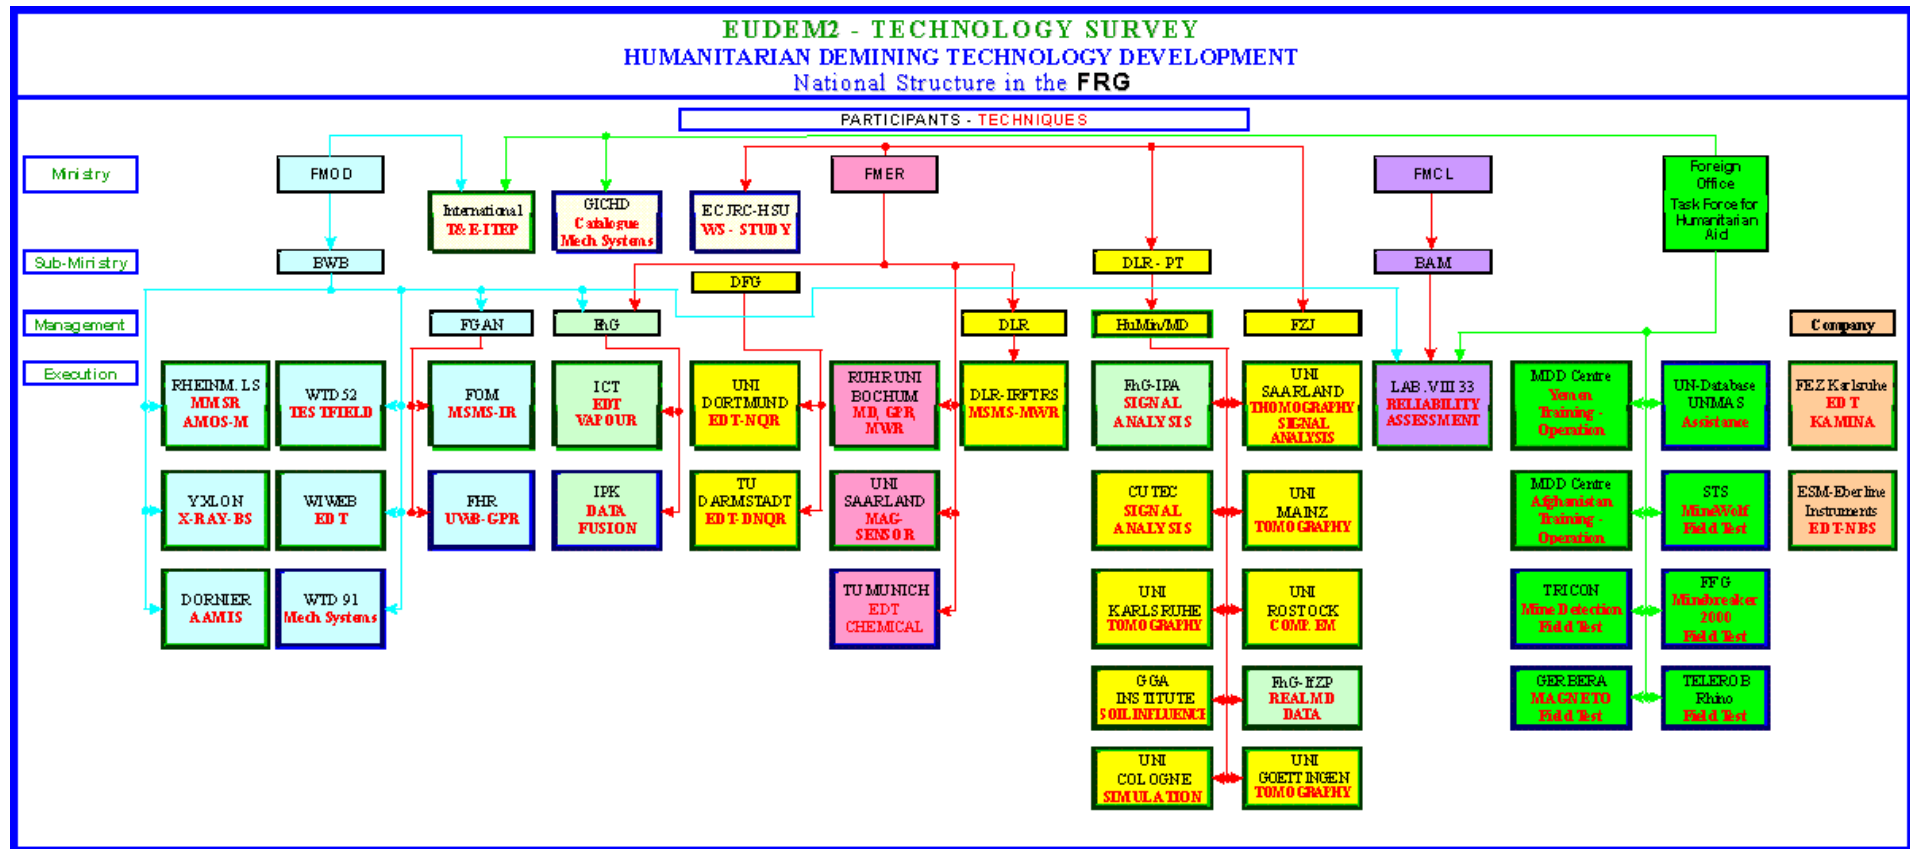 EUDEM2 - TECHNOLOGY SURVEY
HUMANITARIAN DEMINING TECHNOLOGY DEVELOPMENT
National Structure in the FRG
PARTICIPANTS - TECHNIQUES
Ministry
FMOD
International
T&E-ITEP
GICHD
Catalogue
Mech Systems
ECJRC-HSU
WS - STUDY
FMER
FMCL
Foreign
Office
Task Force for
Humanitarian
Aid
Sub-Ministry
BWB
DFG
DLR - PT
BAM
Management
FGAN
FhG
DLR
HuMin/MD
FZJ
Company
Execution
RHEINM. LS
MMSR
AMOS-M
WTD 52
TESTFIELD
FOM
MSMS-IR
ICT
EDT
VAPOUR
UNI
DORTMUND
EDT-NQR
RUHR UNI
BOCHUM
MD, GPR,
MWR
DLR-IRFTRS
MSMS-MWR
FhG-IPA
SIGNAL
ANALYSIS
UNI
SAARLAND
THOMOGRAPHY
SIGNAL
ANALYSIS
LAB. VIII 33
RELIABILITY
ASSESSMENT
MDD Centre
Yemen
Training -
Operation
UN-Database
UNMAS
Assistance
FEZ Karlsruhe
EDT
KAMINA
YXLON
X-RAY-BS
WIWEB
EDT
FHR
UWB-GPR
IPK
DATA
FUSION
TU
DARMSTADT
EDT-DNQR
UNI
SAARLAND
MAG-
SENSOR
CUTEC
SIGNAL
ANALYSIS
UNI
MAINZ
TOMOGRAPHY
MDD Centre
Afghanistan
Training -
Operation
STS
MineWolf
Field Test
ESM-Eberline
Instruments
EDT-NBS
DORNIER
AAMIS
WTD 91
Mech Systems
TU MUNICH
EDT
CHEMICAL
UNI
KARLSRUHE
TOMOGRAPHY
UNI
ROSTOCK
COMP. EM
TRICON
Mine Detection
Field Test
FFG
Minebreaker
2000
Field Test
GGA
INSTITUTE
SOIL INFLUENCE
FhG-IfZP
REAL MD
DATA
GERBERA
MAGNETO
Field Test
TELEROB
Rhino
Field Test
UNI
COLOGNE
SIMULATION
UNI
GOETTINGEN
TOMOGRAPHY